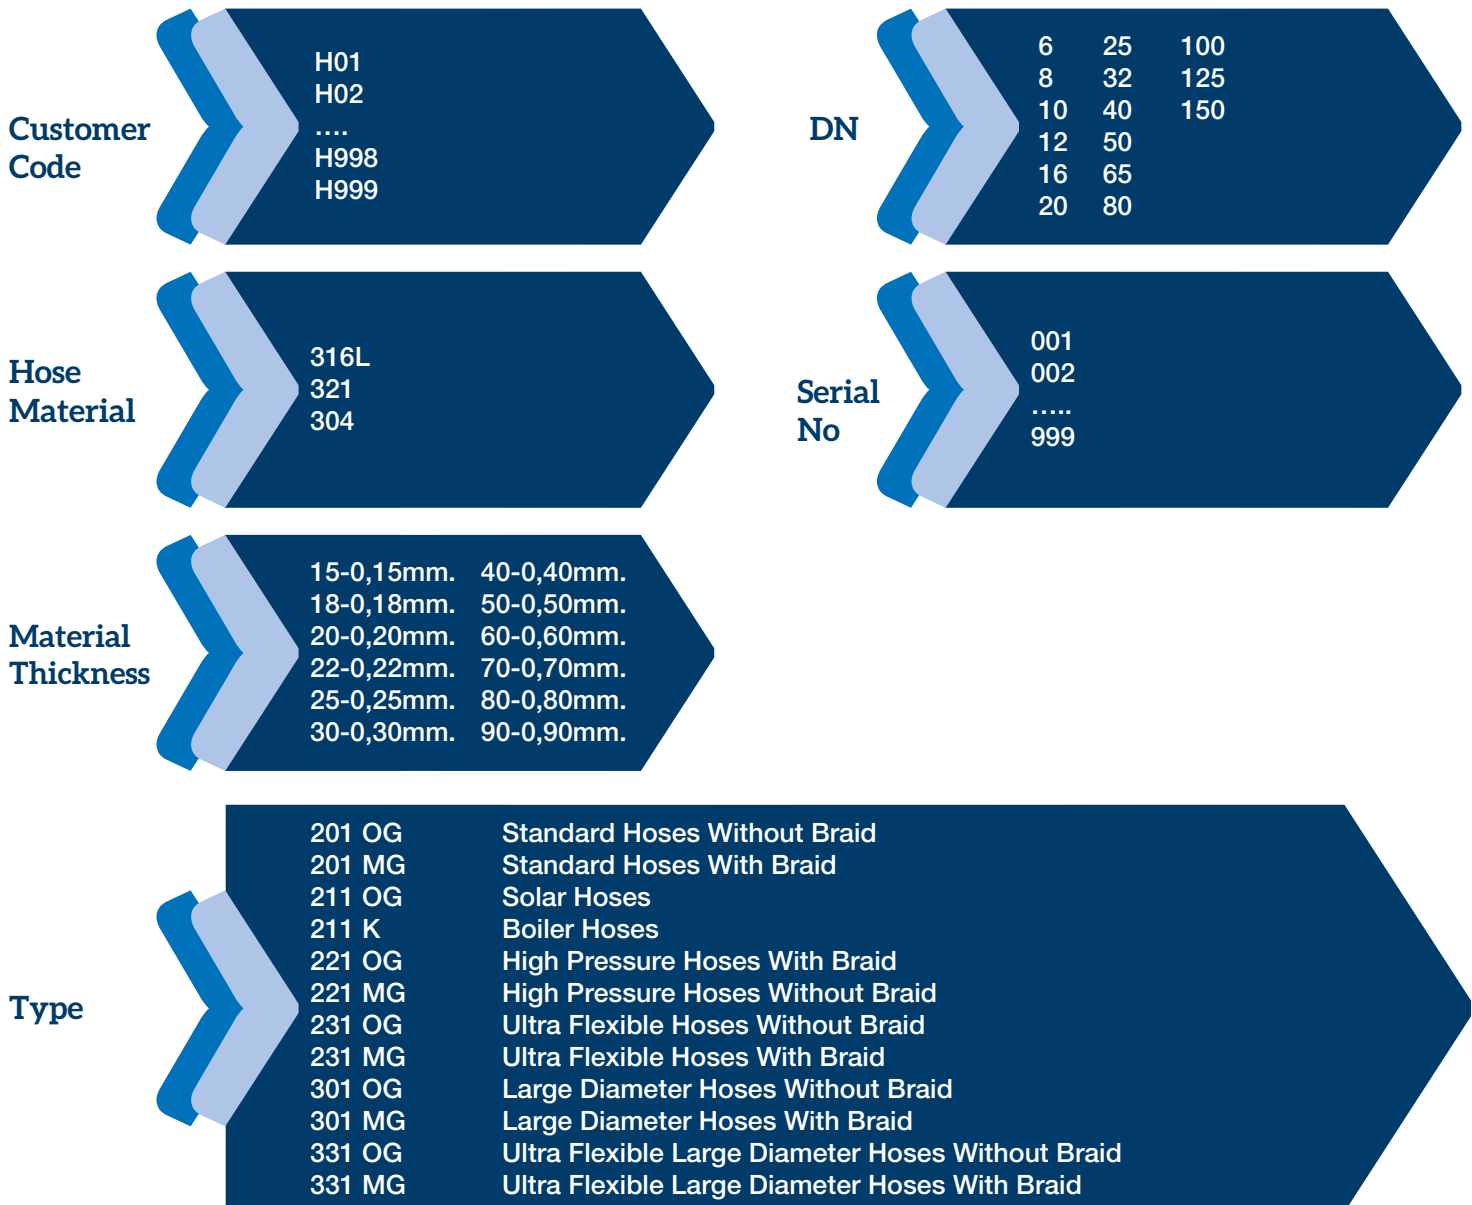 Customer
Code
H01
H02
....
H998
H999
DN
6 25 100
8 32 125
10 40 150
12 50
16 65
20 80
Hose
Material
316L
321
304
Serial
No
001
002
.....
999
Material
Thickness
15-0,15mm. 40-0,40mm.
18-0,18mm. 50-0,50mm.
20-0,20mm. 60-0,60mm.
22-0,22mm. 70-0,70mm.
25-0,25mm. 80-0,80mm.
30-0,30mm. 90-0,90mm.
Type
201 OG Standard Hoses Without Braid
201 MG Standard Hoses With Braid
211 OG Solar Hoses
211 K Boiler Hoses
221 OG High Pressure Hoses With Braid
221 MG High Pressure Hoses Without Braid
231 OG Ultra Flexible Hoses Without Braid
231 MG Ultra Flexible Hoses With Braid
301 OG Large Diameter Hoses Without Braid
301 MG Large Diameter Hoses With Braid
331 OG Ultra Flexible Large Diameter Hoses Without Braid
331 MG Ultra Flexible Large Diameter Hoses With Braid